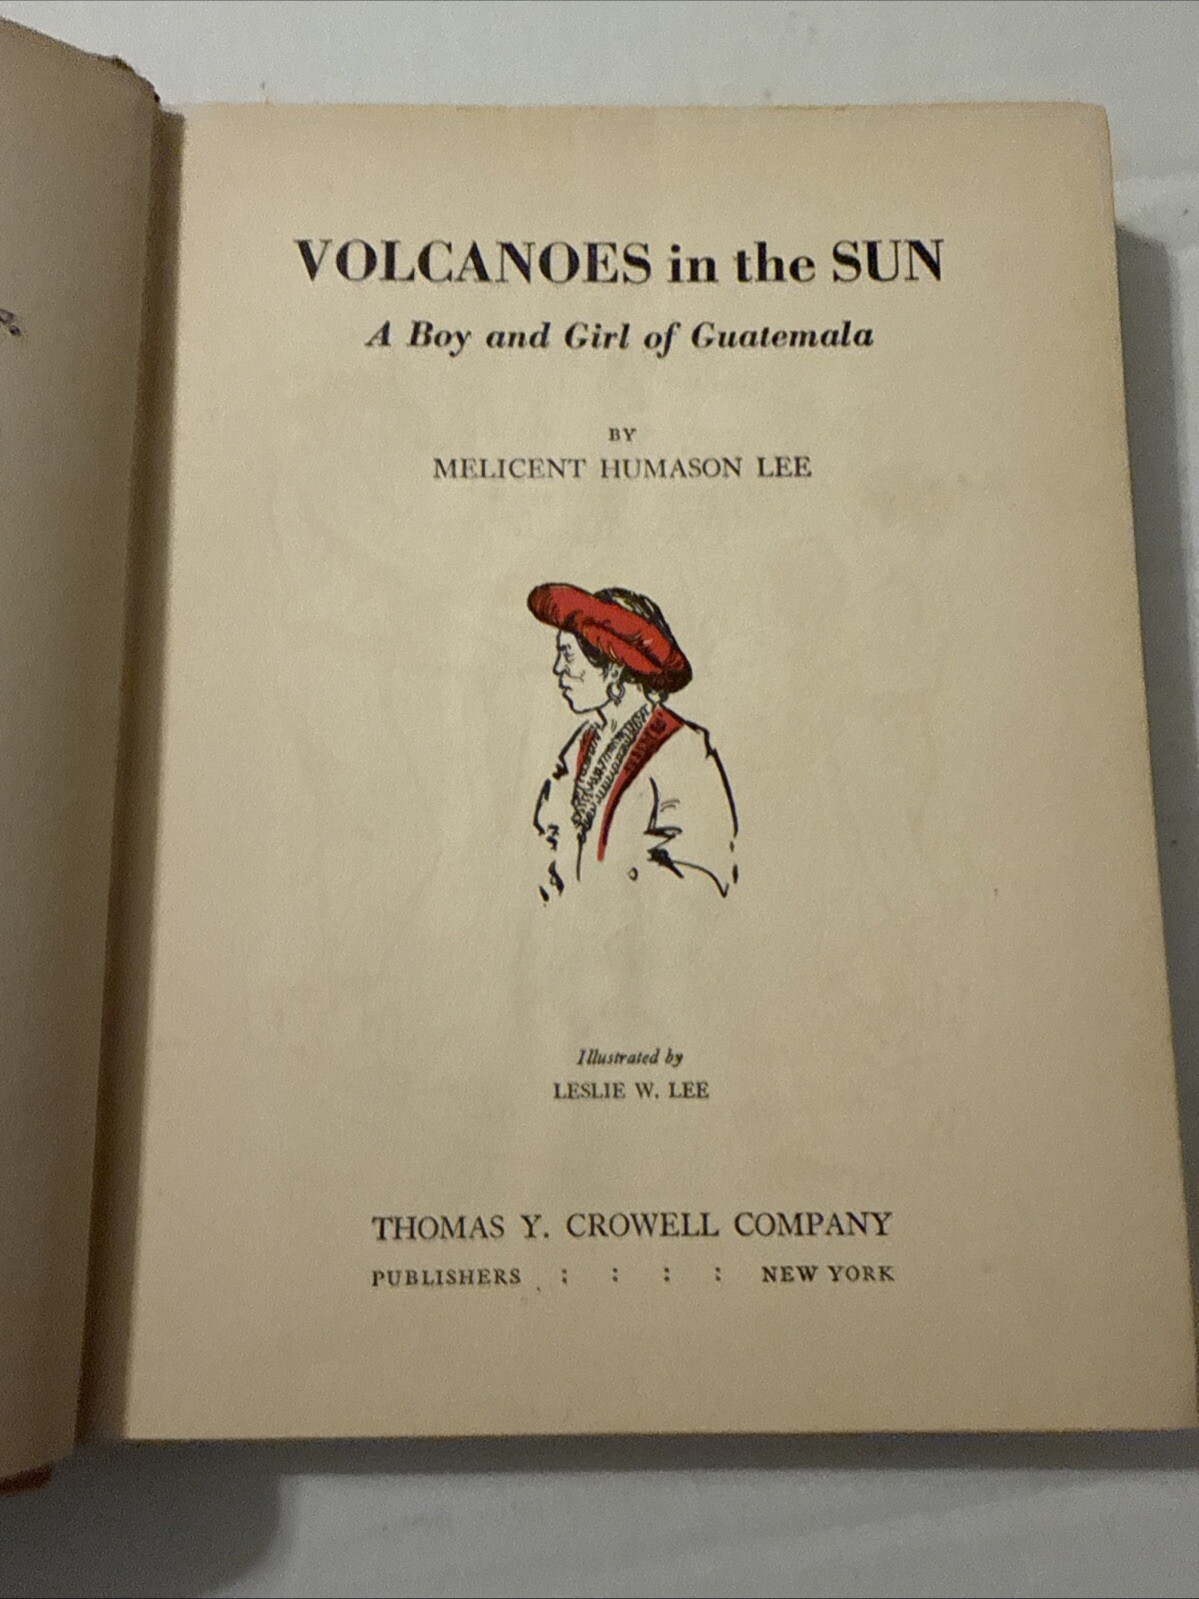 VOLCANOES in the SUN
A Boy and Girl of Guatemala
BY
MELICENT HUMASON LEE
Illustrated by
LESLIE W. LEE
THOMAS Y. CROWELL COMPANY
PUBLISHERS : : : : NEW YORK